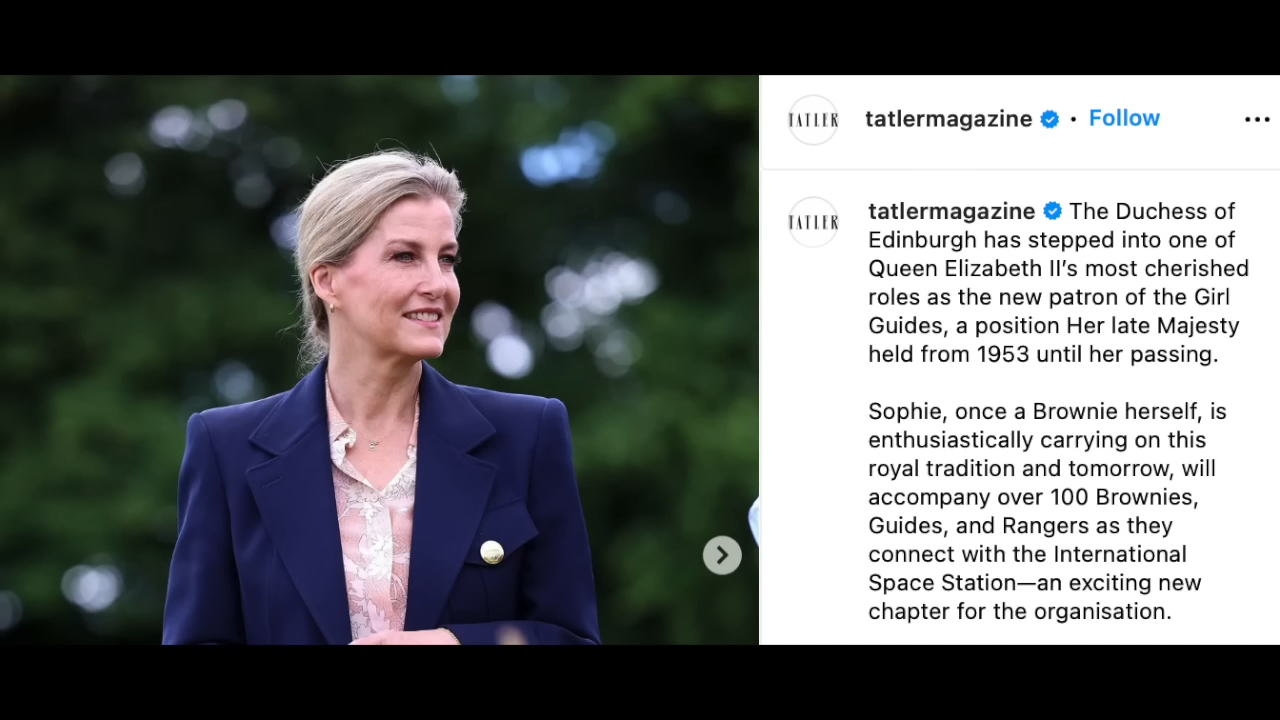 TATLER
tatlermagazine • Follow
TATLER
tatlermagazine The Duchess of
Edinburgh has stepped into one of
Queen Elizabeth II’s most cherished
roles as the new patron of the Girl
Guides, a position Her late Majesty
held from 1953 until her passing.
Sophie, once a Brownie herself, is
enthusiastically carrying on this
royal tradition and tomorrow, will
accompany over 100 Brownies,
Guides, and Rangers as they
connect with the International
Space Station—an exciting new
chapter for the organisation.